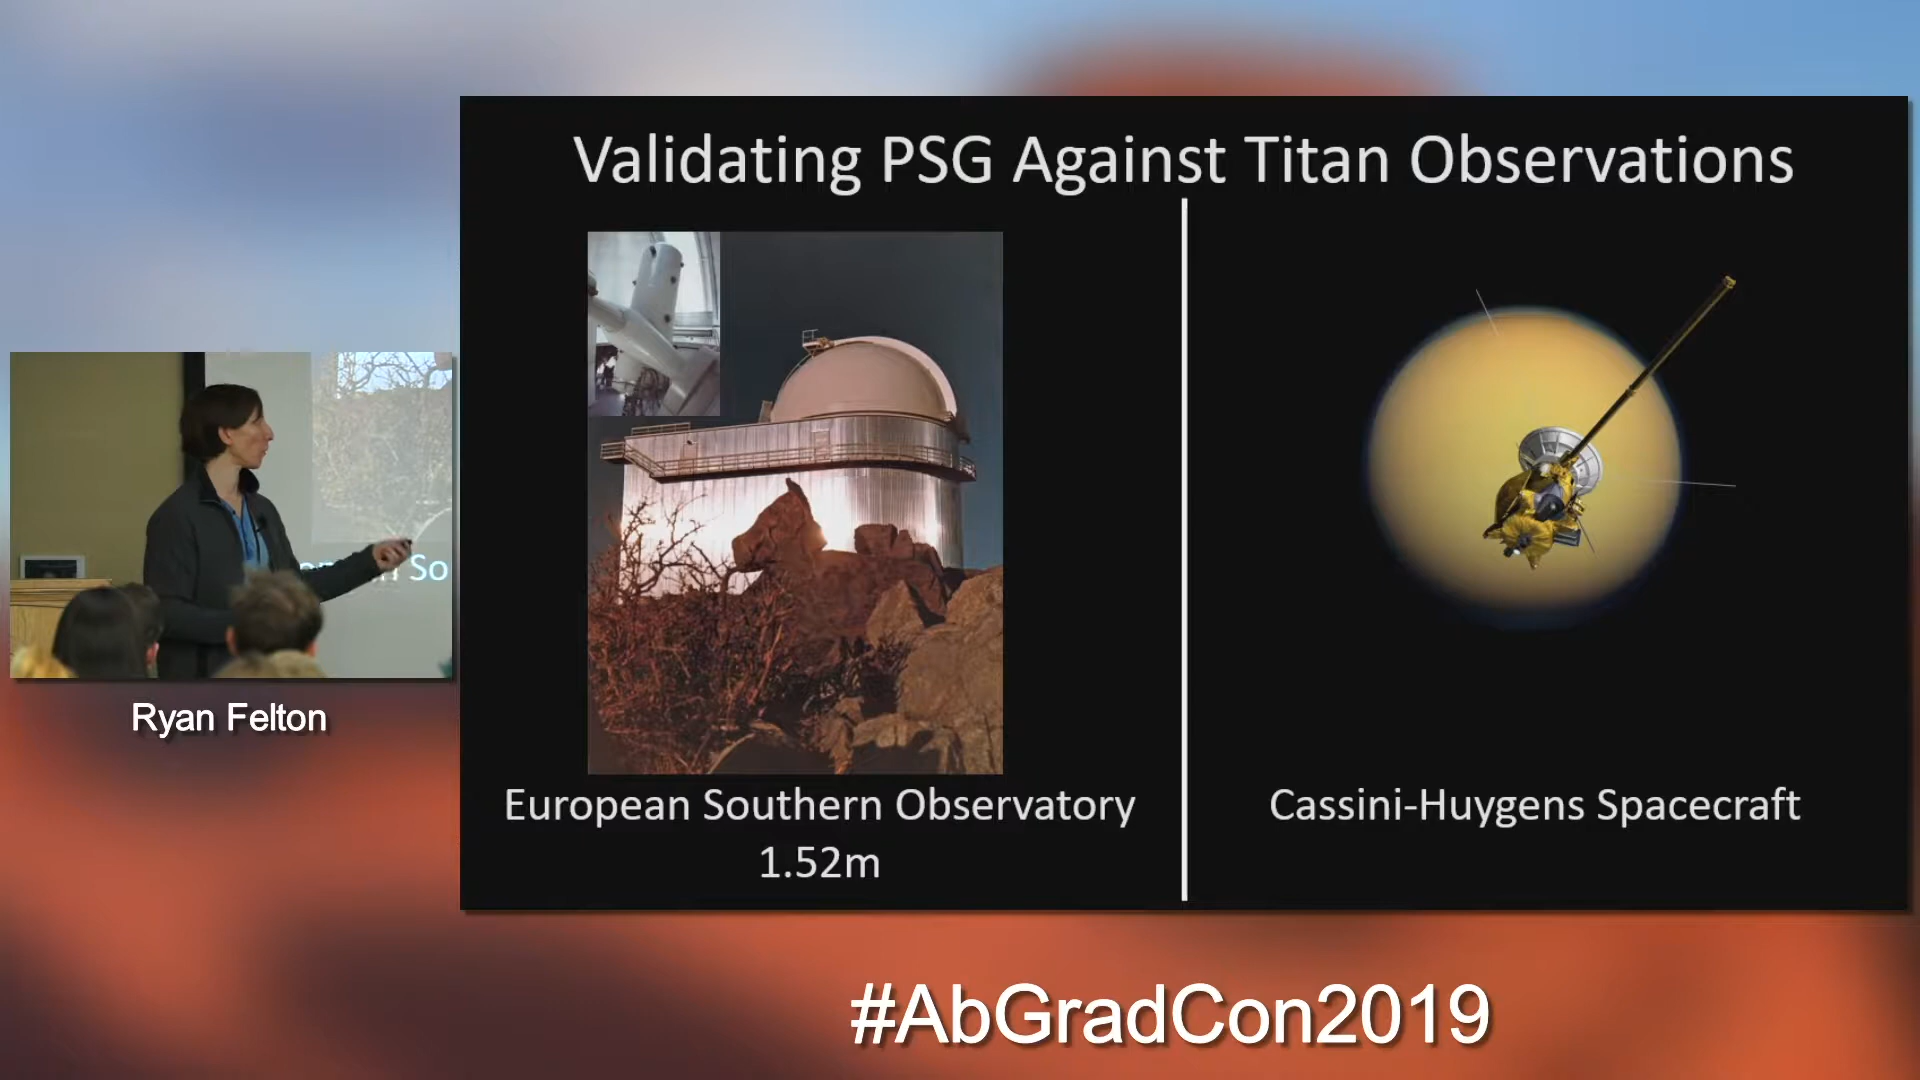 Validating PSG Against Titan Observations
European Southern Observatory
1.52m
Cassini-Huygens Spacecraft
So
Ryan Felton
#AbGradCon2019